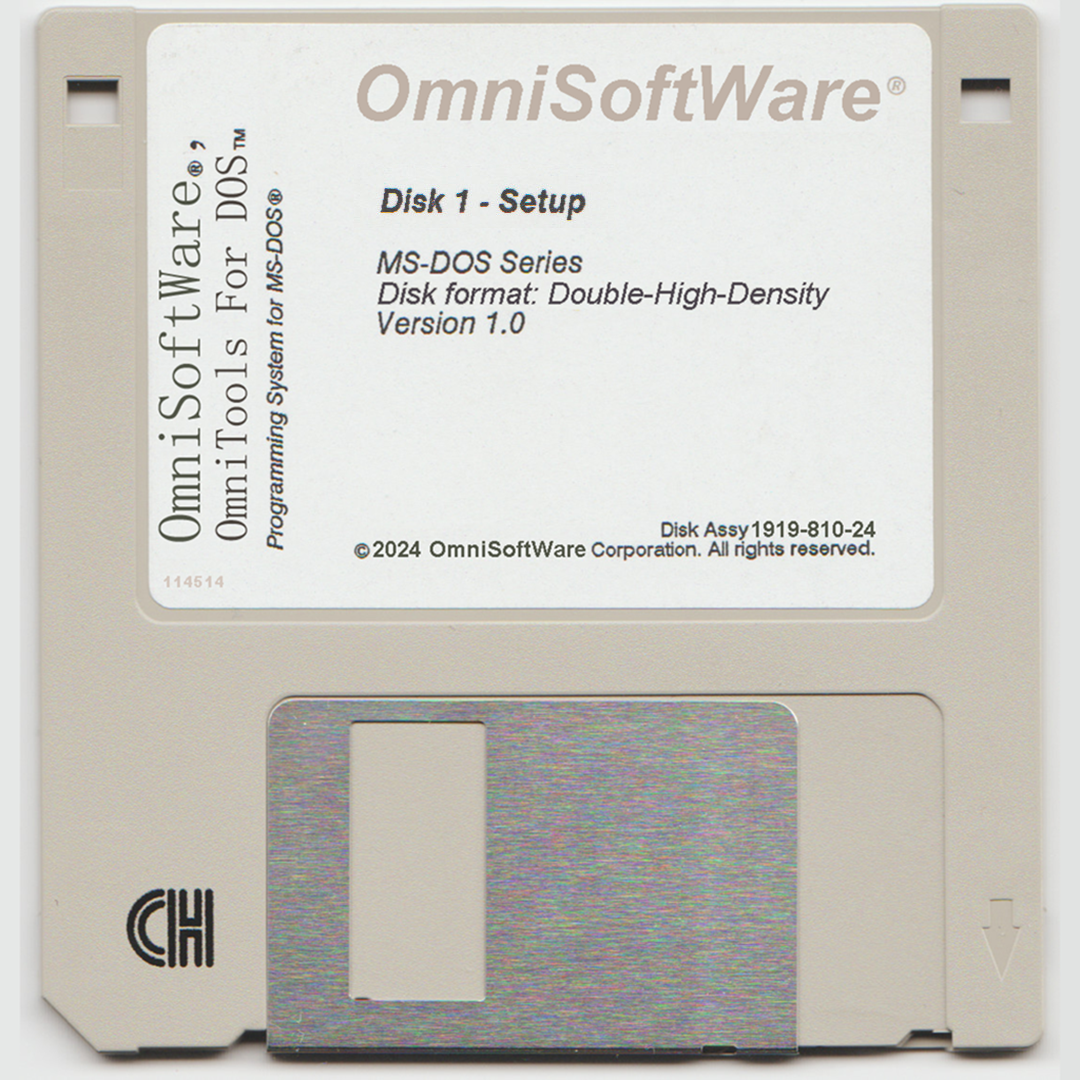 OmniSoftWare®
OmniSoftWare®,
OmniTools For DOS™
Programming System for MS-DOS®
Disk 1 - Setup
MS-DOS Series
Disk format: Double-High-Density
Version 1.0
Disk Assy 1919-810-24
©2024 OmniSoftWare Corporation. All rights reserved.
114514
CH